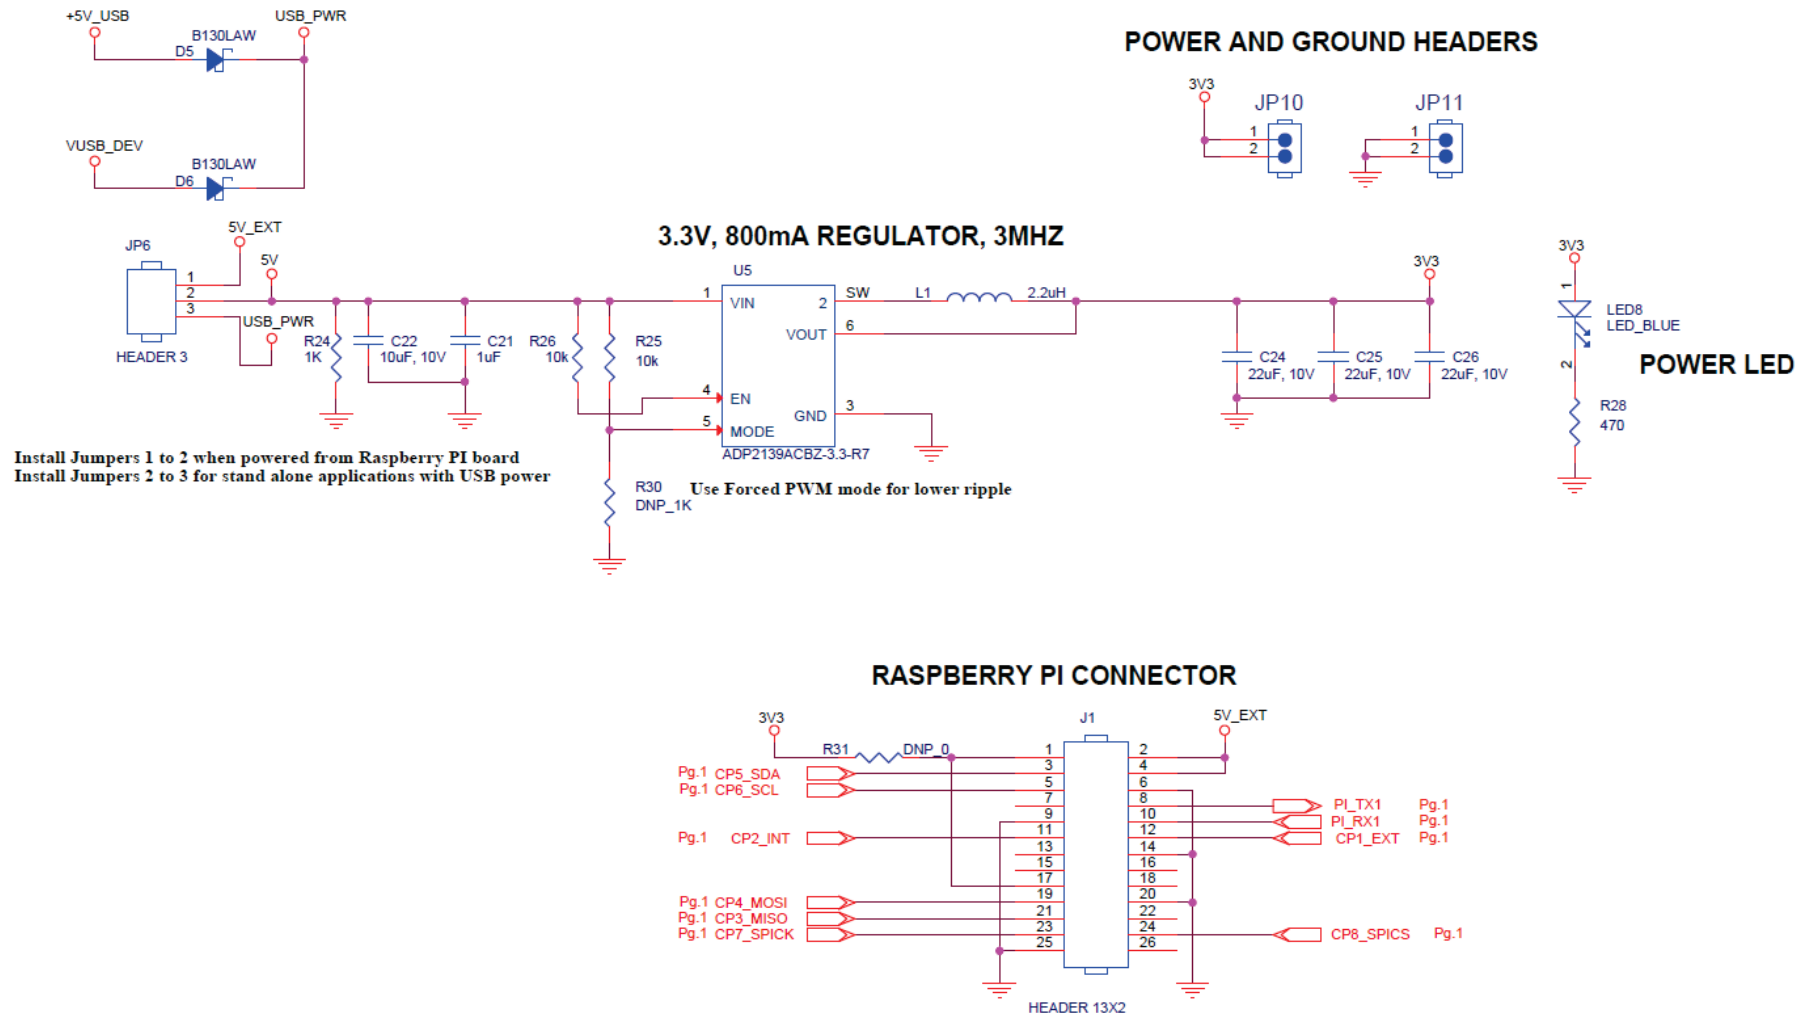 +5V_USB
USB_PWR
B130LAW
D5
VUSB_DEV
B130LAW
D6
POWER AND GROUND HEADERS
3V3
JP10
1
2
JP11
1
2
5V_EXT
JP6
5V
1
2
3
USB_PWR
HEADER 3
R24
1K
C22
10uF, 10V
C21
1uF
R26
10k
R25
10k
3.3V, 800mA REGULATOR, 3MHZ
U5
1
VIN
2
SW
VOUT
6
4
EN
GND
3
5
MODE
ADP2139ACBZ-3.3-R7
L1
2.2uH
3V3
C24
22uF, 10V
C25
22uF, 10V
C26
22uF, 10V
3V3
1
LED8
LED_BLUE
2
POWER LED
R28
470
Install Jumpers 1 to 2 when powered from Raspberry PI board
Install Jumpers 2 to 3 for stand alone applications with USB power
R30
DNP_1K
Use Forced PWM mode for lower ripple
RASPBERRY PI CONNECTOR
3V3
J1
5V_EXT
R31
DNP_0
1
2
Pg.1 CP5_SDA
3
4
Pg.1 CP6_SCL
5
6
7
8
PI_TX1 Pg.1
9
10
PI_RX1 Pg.1
Pg.1 CP2_INT
11
12
CP1_EXT Pg.1
13
14
15
16
17
18
Pg.1 CP4_MOSI
19
20
Pg.1 CP3_MISO
21
22
Pg.1 CP7_SPICK
23
24
CP8_SPICS Pg.1
25
26
HEADER 13X2